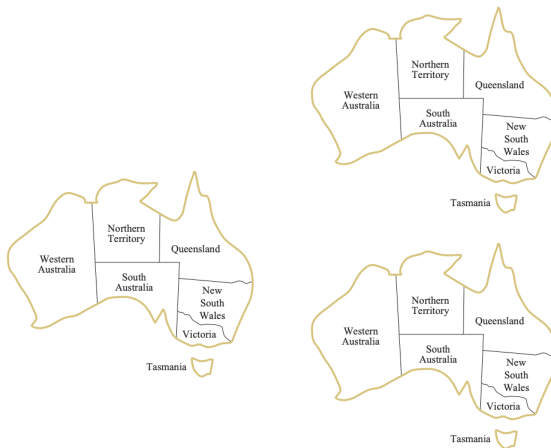 Western
Australia
Northern
Territory
Queensland
South
Australia
New
South
Wales
Victoria
Tasmania
Northern
Territory
Queensland
Western
Australia
South
Australia
New
South
Wales
Victoria
Tasmania
Northern
Territory
Queensland
Western
Australia
South
Australia
New
South
Wales
Victoria
Tasmania